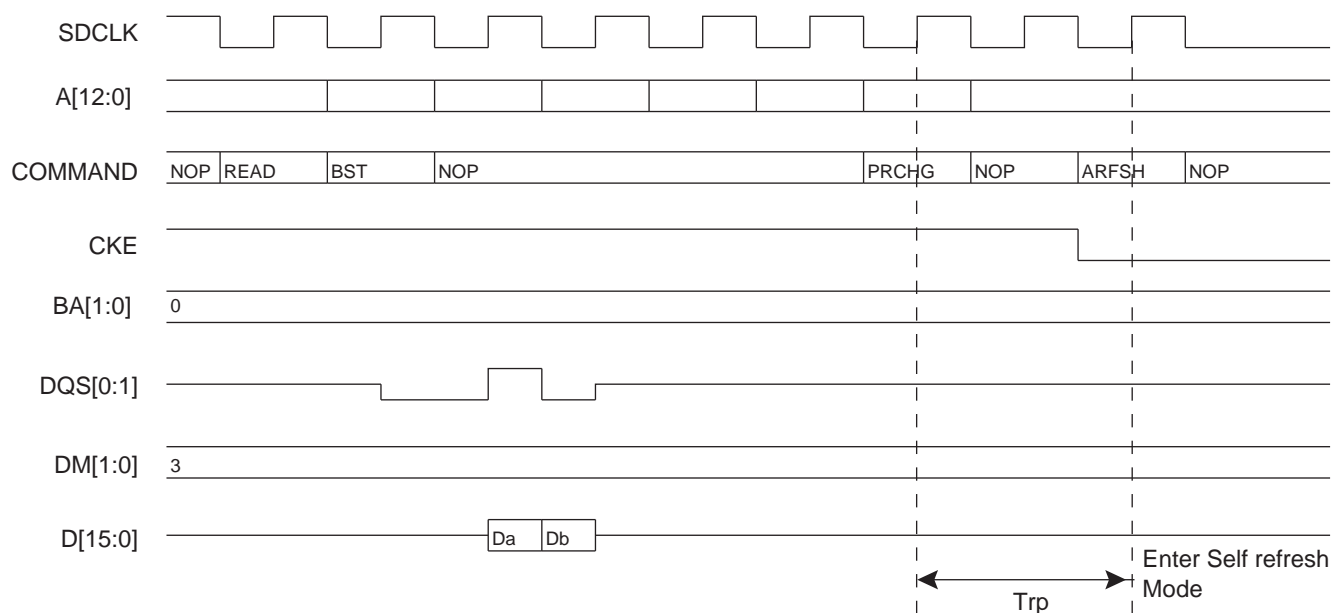 SDCLK
A[12:0]
COMMAND NOP READ BST NOP PRCHG NOP ARFSH NOP
CKE
BA[1:0] 0
DQS[0:1]
DM[1:0] 3
D[15:0] Da Db
Enter Self refresh
Mode
Trp